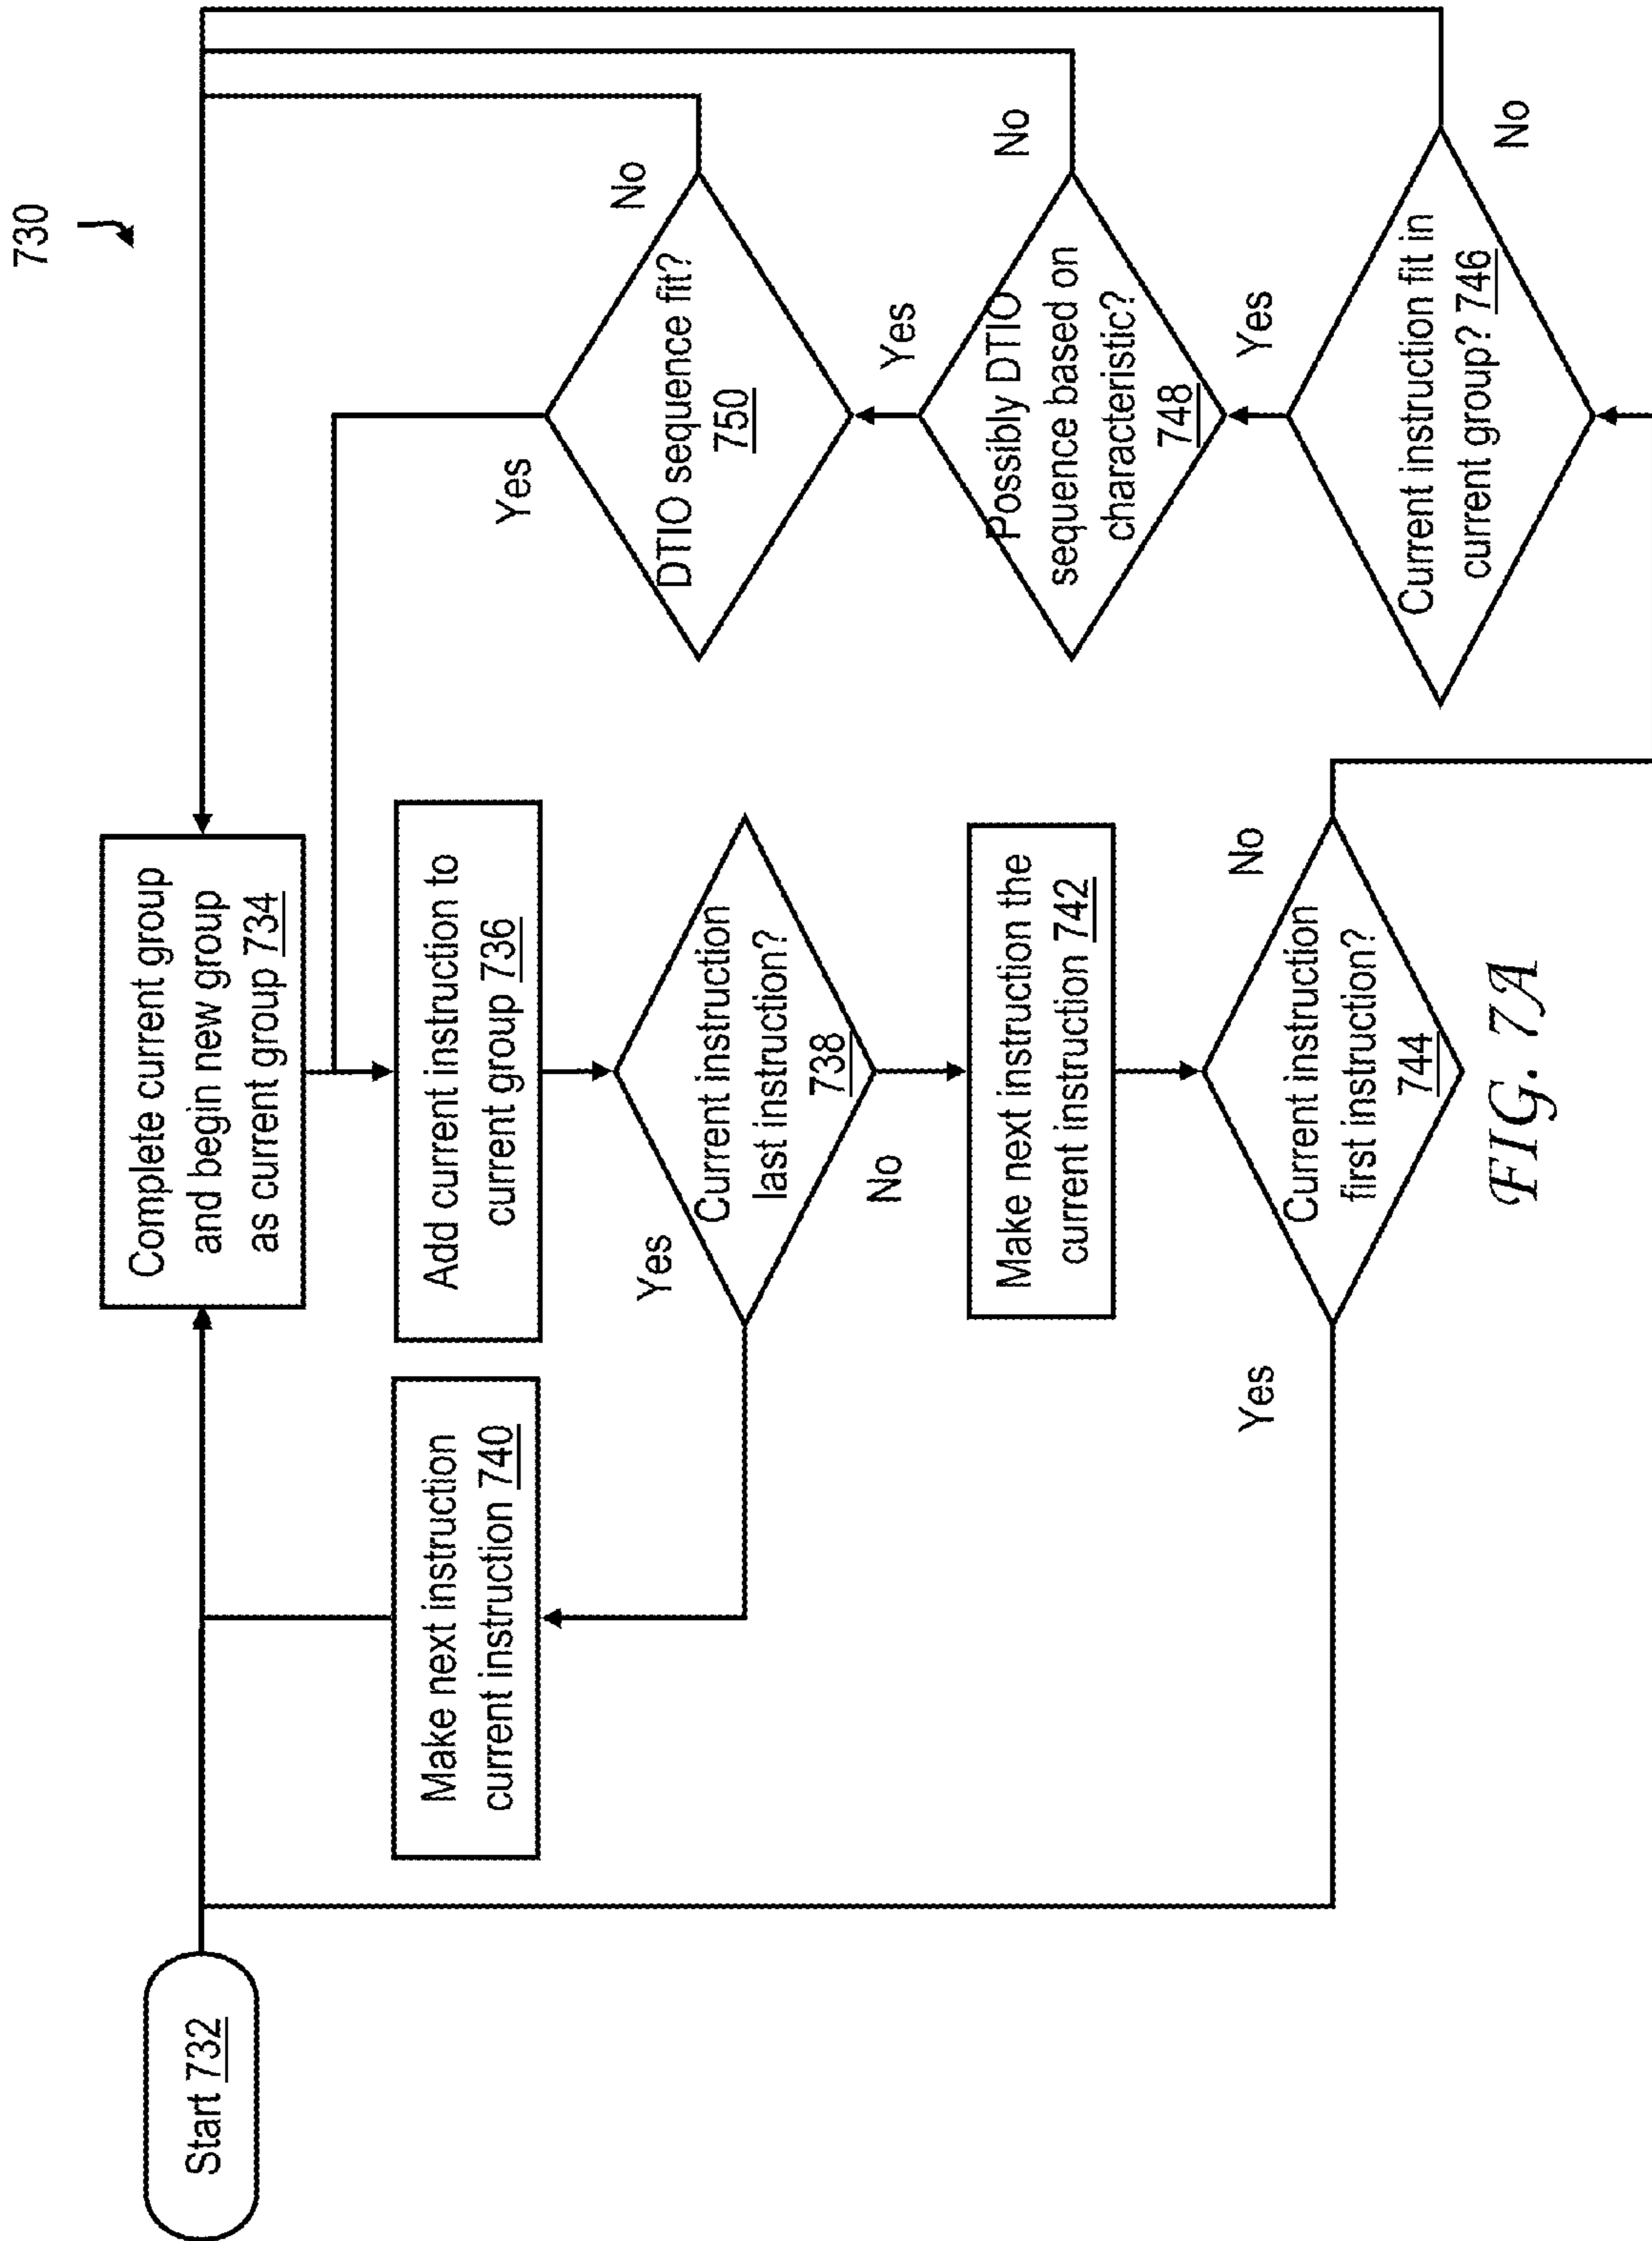 730
Start 732
Complete current group
and begin new group
as current group 734
Make next instruction
current instruction 740
Add current instruction to
current group 736
Yes
Current instruction
last instruction?
738
No
Make next instruction the
current instruction 742
Yes
Current instruction
first instruction?
744
No
Yes
DTIO sequence fit?
750
No
Yes
Possibly DTIO
sequence based on
characteristic?
748
No
Yes
Current instruction fit in
current group? 746
No
FIG. 7A